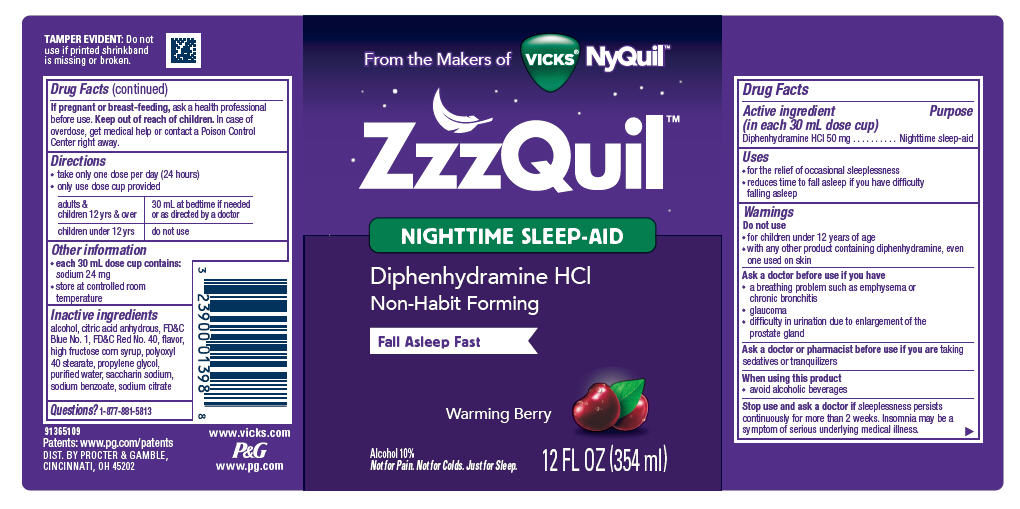 TAMPER EVIDENT: Do not
use if printed shrinkband
is missing or broken.
Drug Facts (continued)
If pregnant or breast-feeding, ask a health professional
before use. Keep out of reach of children. In case of
overdose, get medical help or contact a Poison Control
Center right away.
Directions
• take only one dose per day (24 hours)
• only use dose cup provided
adults &
children 12 yrs & over
30 mL at bedtime if needed
or as directed by a doctor
children under 12 yrs
do not use
Other information
• each 30 mL dose cup contains:
sodium 24 mg
• store at controlled room
temperature
Inactive ingredients
alcohol, citric acid anhydrous, FD&C
Blue No. 1, FD&C Red No. 40, flavor,
high fructose corn syrup, polyoxyl
40 stearate, propylene glycol,
purified water, saccharin sodium,
sodium benzoate, sodium citrate
Questions? 1-877-881-5813
3 23900 01398 8
91365109
Patents: www.pg.com/patents
DIST. BY PROCTER & GAMBLE,
CINCINNATI, OH 45202
www.vicks.com
P&G
www.pg.com
From the Makers of VICKS® NyQuil™
ZzzQuil™
NIGHTTIME SLEEP-AID
Diphenhydramine HCl
Non-Habit Forming
Fall Asleep Fast
Warming Berry
Alcohol 10%
Not for Pain. Not for Colds. Just for Sleep.
12 FL OZ (354 ml)
Drug Facts
Active ingredient Purpose
(in each 30 mL dose cup)
Diphenhydramine HCl 50 mg . . . . . . . . . . Nighttime sleep-aid
Uses
• for the relief of occasional sleeplessness
• reduces time to fall asleep if you have difficulty
falling asleep
Warnings
Do not use
• for children under 12 years of age
• with any other product containing diphenhydramine, even
one used on skin
Ask a doctor before use if you have
• a breathing problem such as emphysema or
chronic bronchitis
• glaucoma
• difficulty in urination due to enlargement of the
prostate gland
Ask a doctor or pharmacist before use if you are taking
sedatives or tranquilizers
When using this product
• avoid alcoholic beverages
Stop use and ask a doctor if sleeplessness persists
continuously for more than 2 weeks. Insomnia may be a
symptom of serious underlying medical illness.